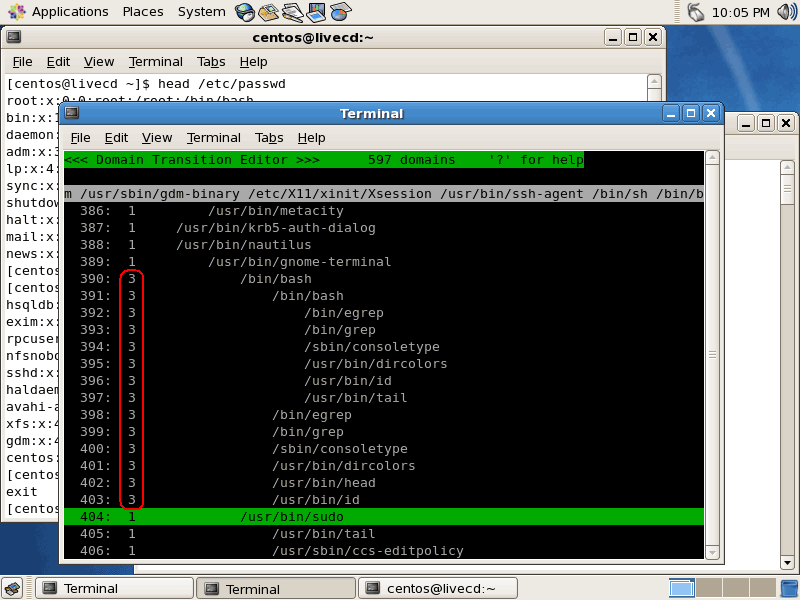 Applications Places System 10:05 PM
centos@livecd:~
File Edit View Terminal Tabs Help
[centos@livecd ~]$ head /etc/passwd
root:x:0:0:root:/root:/bin/bash
bin:x:1
daemon:
adm:x:3
lp:x:4:
sync:x:
shutdow
halt:x:
mail:x:
news:x:
[centos
[centos
hsqldb:
exim:x:
rpcuser
nfsnobo
sshd:x:
haldaem
avahi-a
xfs:x:4
gdm:x:4
centos:
[centos
exit
[centos
Terminal
File Edit View Terminal Tabs Help
<<< Domain Transition Editor >>> 597 domains '?' for help
m /usr/sbin/gdm-binary /etc/X11/xinit/Xsession /usr/bin/ssh-agent /bin/sh /bin/b
386: 1 /usr/bin/metacity
387: 1 /usr/bin/krb5-auth-dialog
388: 1 /usr/bin/nautilus
389: 1 /usr/bin/gnome-terminal
390: 3 /bin/bash
391: 3 /bin/bash
392: 3 /bin/egrep
393: 3 /bin/grep
394: 3 /sbin/consoletype
395: 3 /usr/bin/dircolors
396: 3 /usr/bin/id
397: 3 /usr/bin/tail
398: 3 /bin/egrep
399: 3 /bin/grep
400: 3 /sbin/consoletype
401: 3 /usr/bin/dircolors
402: 3 /usr/bin/head
403: 3 /usr/bin/id
404: 1 /usr/bin/sudo
405: 1 /usr/bin/tail
406: 1 /usr/sbin/ccs-editpolicy
Terminal Terminal centos@livecd:~